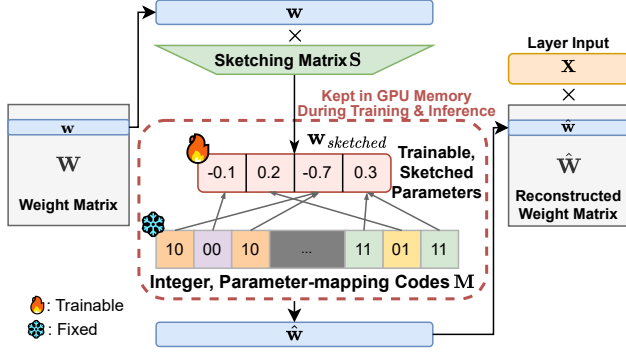 w
×
Sketching Matrix S
Layer Input
X
×
Kept in GPU Memory
During Training & Inference
w
W
Weight Matrix
w_sketched
-0.1 0.2 -0.7 0.3
Trainable,
Sketched
Parameters
ŵ
Ŵ
Reconstructed
Weight Matrix
10 00 10 ... 11 01 11
Integer, Parameter-mapping Codes M
: Trainable
: Fixed
ŵ